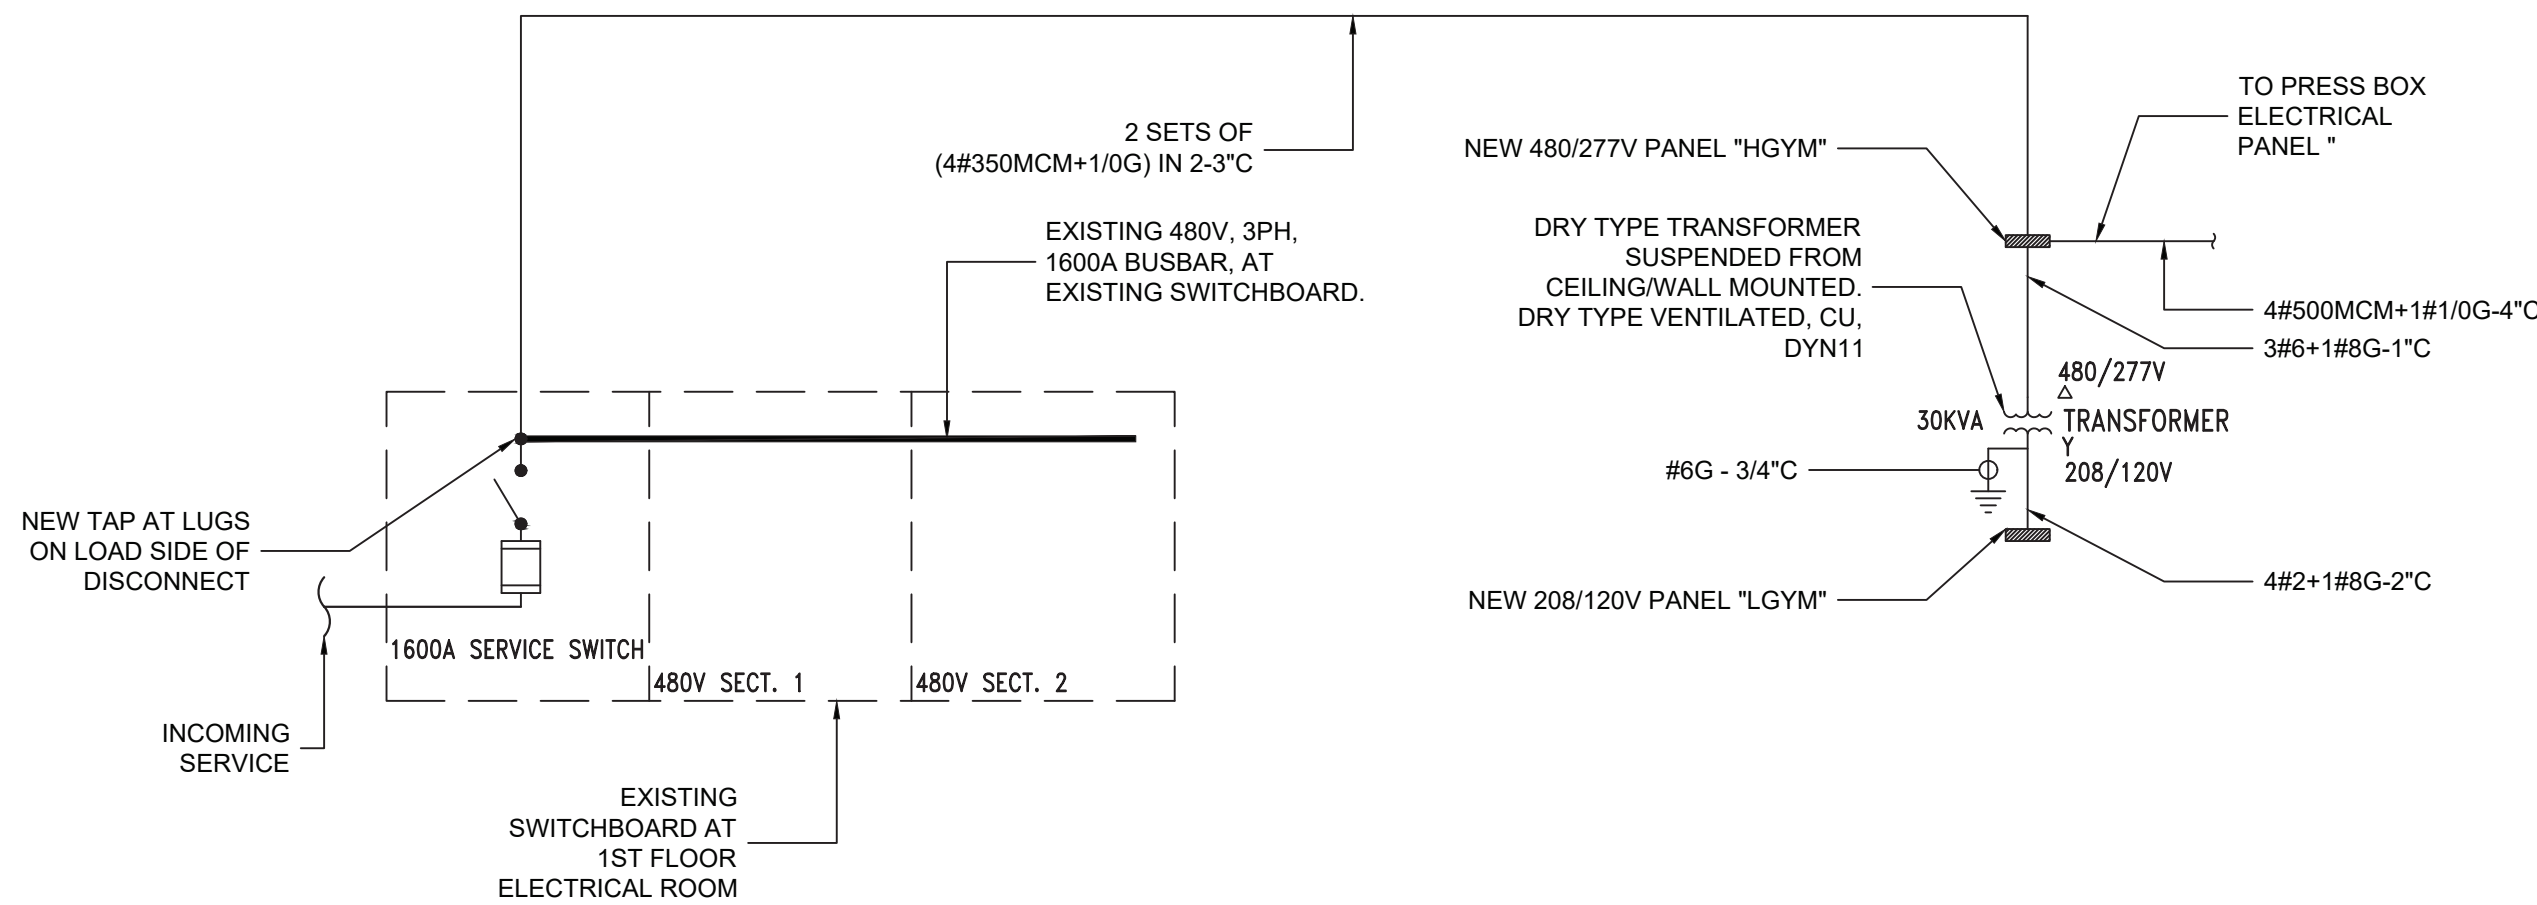 2 SETS OF
(4#350MCM+1/0G) IN 2-3"C
EXISTING 480V, 3PH,
1600A BUSBAR, AT
EXISTING SWITCHBOARD.
NEW TAP AT LUGS
ON LOAD SIDE OF
DISCONNECT
1600A SERVICE SWITCH
480V SECT. 1
480V SECT. 2
INCOMING
SERVICE
EXISTING
SWITCHBOARD AT
1ST FLOOR
ELECTRICAL ROOM
TO PRESS BOX
ELECTRICAL
PANEL "
NEW 480/277V PANEL "HGYM"
DRY TYPE TRANSFORMER
SUSPENDED FROM
CEILING/WALL MOUNTED.
DRY TYPE VENTILATED, CU,
DYN11
4#500MCM+1#1/0G-4"C
3#6+1#8G-1"C
480/277V
△
30KVA
TRANSFORMER
Y
208/120V
#6G - 3/4"C
NEW 208/120V PANEL "LGYM"
4#2+1#8G-2"C